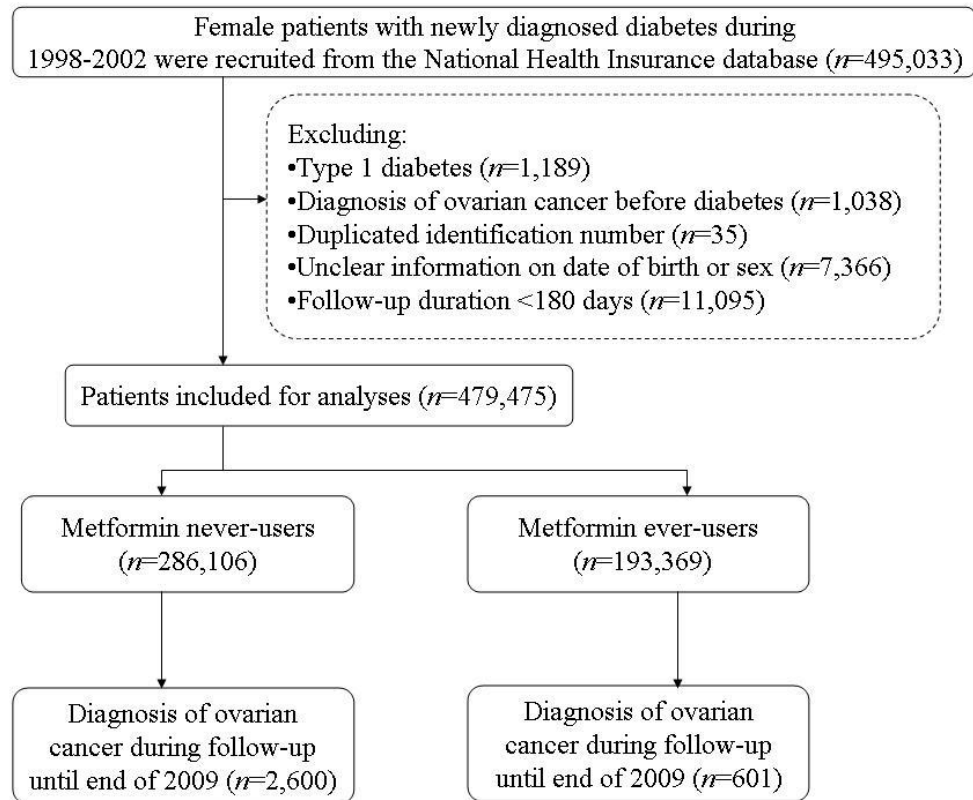 Female patients with newly diagnosed diabetes during
1998-2002 were recruited from the National Health Insurance database (n=495,033)
Excluding:
•Type 1 diabetes (n=1,189)
•Diagnosis of ovarian cancer before diabetes (n=1,038)
•Duplicated identification number (n=35)
•Unclear information on date of birth or sex (n=7,366)
•Follow-up duration <180 days (n=11,095)
Patients included for analyses (n=479,475)
Metformin never-users
(n=286,106)
Metformin ever-users
(n=193,369)
Diagnosis of ovarian
cancer during follow-up
until end of 2009 (n=2,600)
Diagnosis of ovarian
cancer during follow-up
until end of 2009 (n=601)